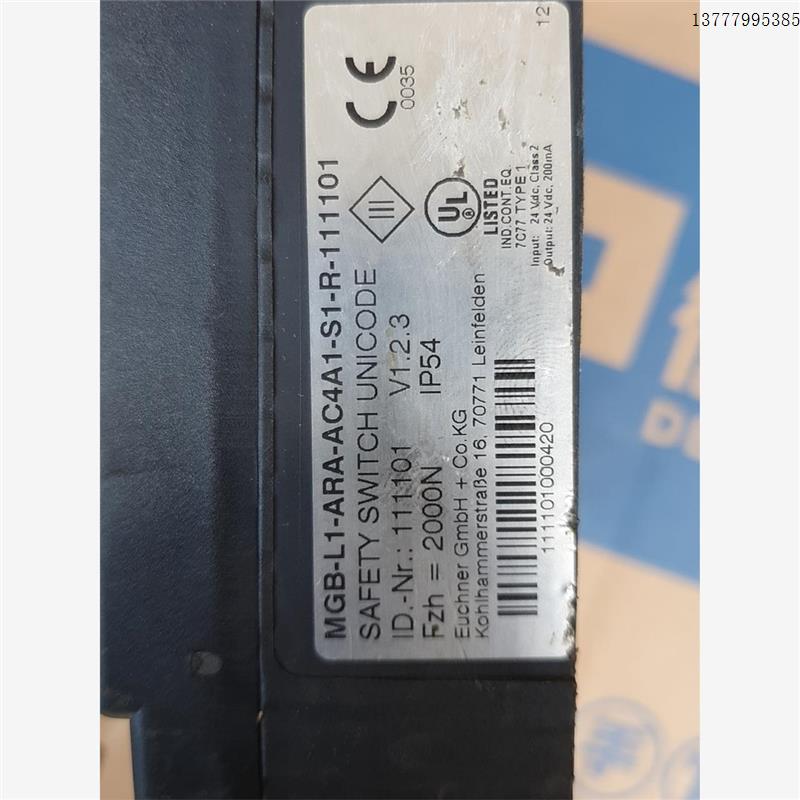 13777995385
MGB-L1-ARA-AC4A1-S1-R-111101
SAFETY SWITCH UNICODE
ID.-Nr.: 111101 V1.2.3
Fzh = 2000N IP54
Euchner GmbH + Co.KG
Kohlhammerstraße 16, 70771 Leinfelden
111101000420
CE
0035
12
III
UL
®
LISTED
IND.CONT.EQ.
7C77 TYPE 1
Input: 24 Vdc, Class 2
Output: 24 Vdc, 200mA